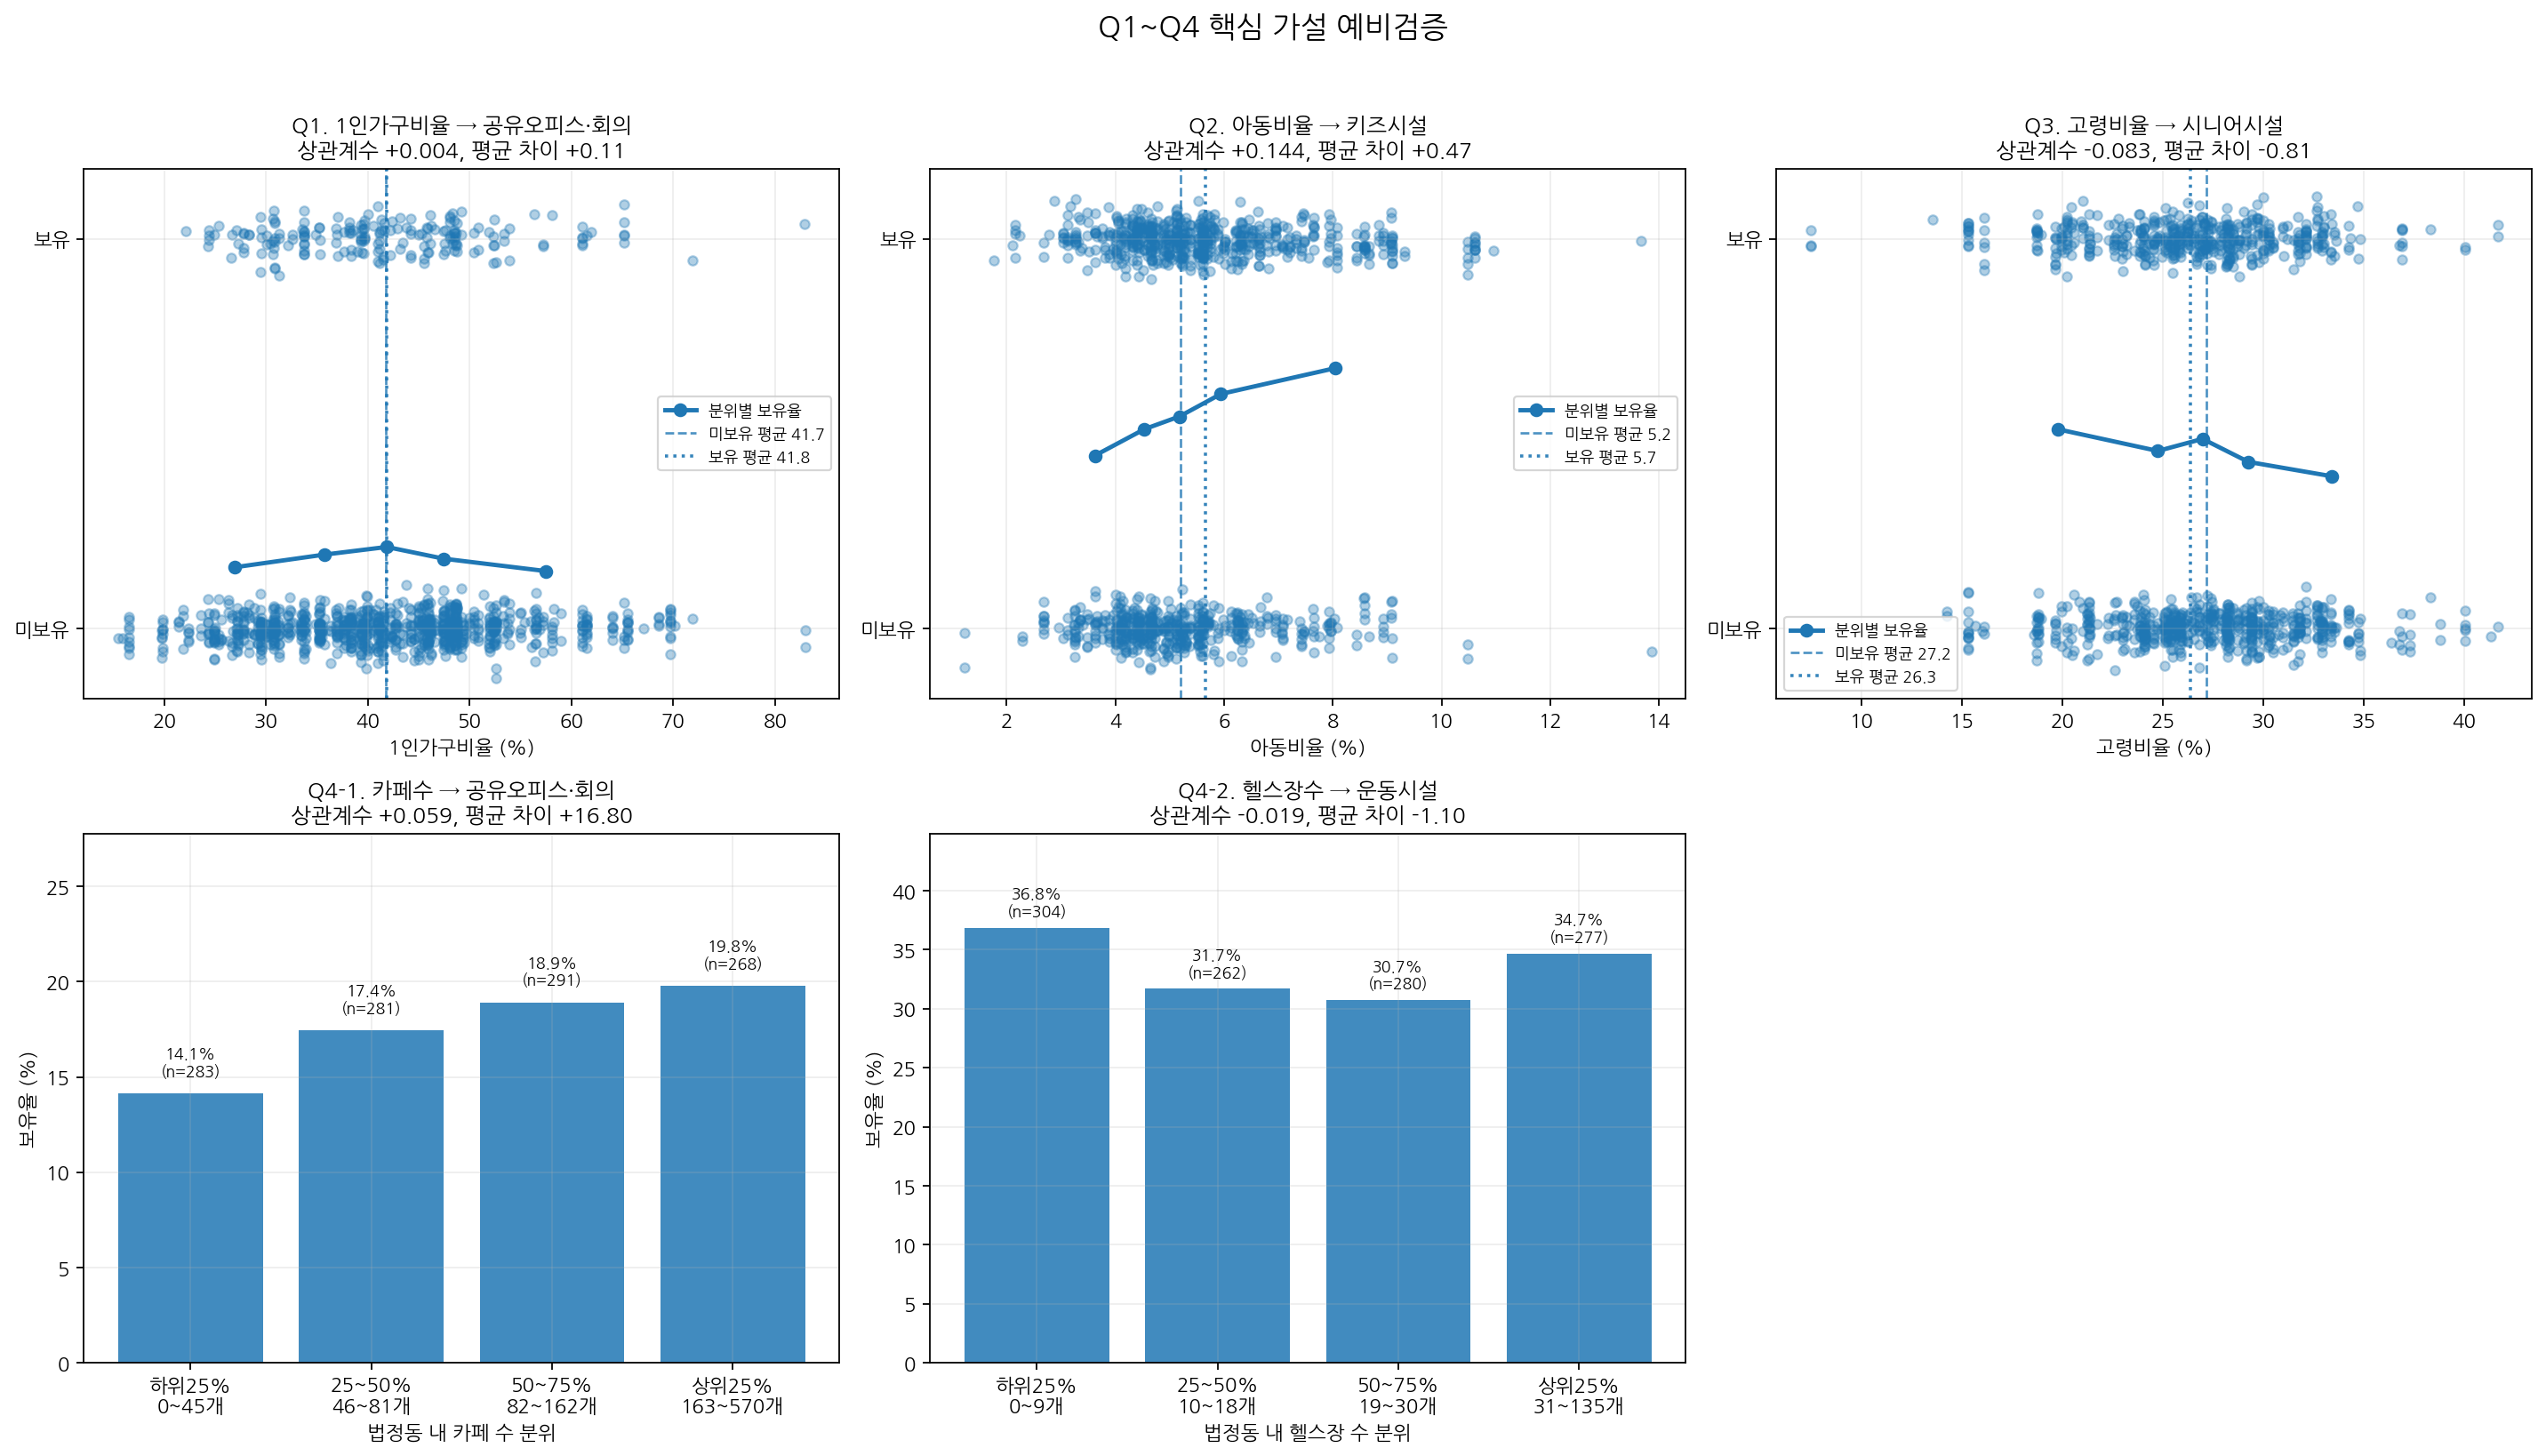 Q1~Q4 핵심 가설 예비검증
Q1. 1인가구비율 → 공유오피스·회의
상관계수 +0.004, 평균 차이 +0.11
보유
미보유
분위별 보유율
미보유 평균 41.7
보유 평균 41.8
20 30 40 50 60 70 80
1인가구비율 (%)
Q2. 아동비율 → 키즈시설
상관계수 +0.144, 평균 차이 +0.47
보유
미보유
분위별 보유율
미보유 평균 5.2
보유 평균 5.7
2 4 6 8 10 12 14
아동비율 (%)
Q3. 고령비율 → 시니어시설
상관계수 -0.083, 평균 차이 -0.81
보유
미보유
분위별 보유율
미보유 평균 27.2
보유 평균 26.3
10 15 20 25 30 35 40
고령비율 (%)
Q4-1. 카페수 → 공유오피스·회의
상관계수 +0.059, 평균 차이 +16.80
보유율 (%)
25
20
15
10
5
0
14.1%
(n=283)
17.4%
(n=281)
18.9%
(n=291)
19.8%
(n=268)
하위25% 25~50% 50~75% 상위25%
0~45개 46~81개 82~162개 163~570개
법정동 내 카페 수 분위
Q4-2. 헬스장수 → 운동시설
상관계수 -0.019, 평균 차이 -1.10
보유율 (%)
40
35
30
25
20
15
10
5
0
36.8%
(n=304)
31.7%
(n=262)
30.7%
(n=280)
34.7%
(n=277)
하위25% 25~50% 50~75% 상위25%
0~9개 10~18개 19~30개 31~135개
법정동 내 헬스장 수 분위